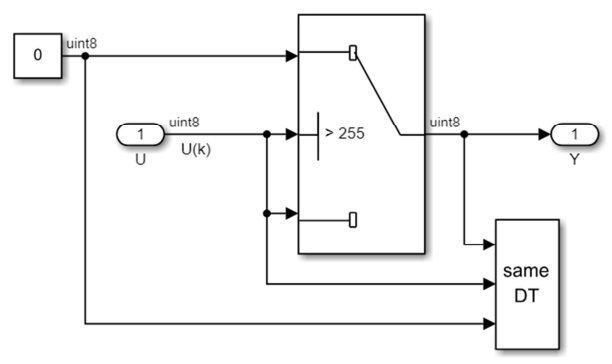 uint8
0
uint8
1
> 255
uint8
1
U
U(k)
Y
same
DT